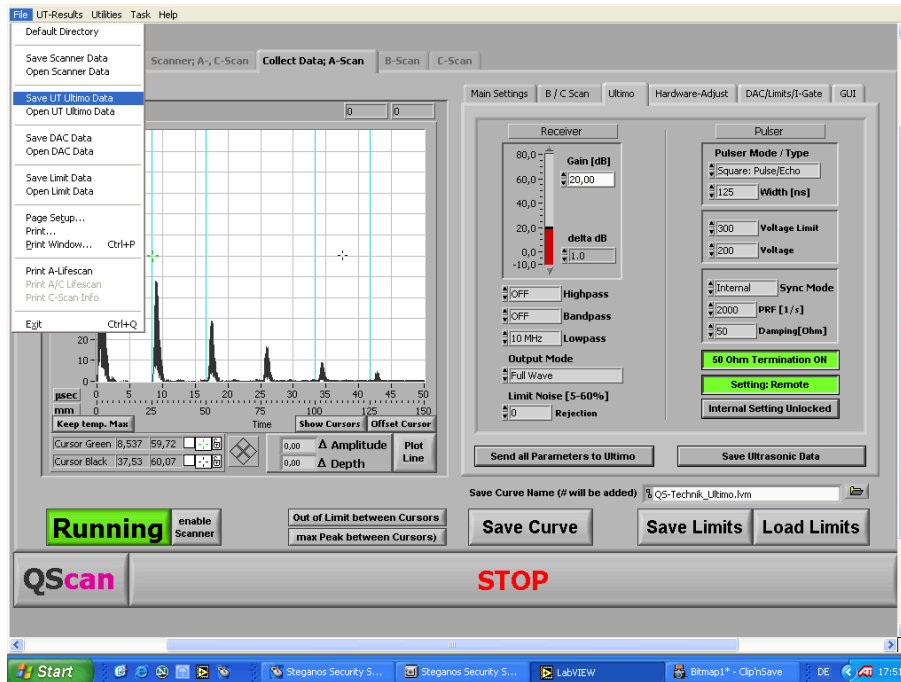 File UT-Results Utilities Task Help
Default Directory
Save Scanner Data
Open Scanner Data
Save UT Ultimo Data
Open UT Ultimo Data
Save DAC Data
Open DAC Data
Save Limit Data
Open Limit Data
Page Setup...
Print...
Print Window... Ctrl+P
Print A-Lifescan
Print A/C Lifescan
Print C-Scan Info
Exit Ctrl+Q
Scanner; A-, C-Scan Collect Data; A-Scan B-Scan C-Scan
0 0
20-
10-
0-
µsec 0 5 10 15 20 25 30 35 40 45 50
mm 0 25 50 75 100 125 150
Keep temp. Max Time Show Cursors Offset Cursor
Cursor Green 8,537 59,72
Cursor Black 37,53 60,07
0,00 Δ Amplitude
0,00 Δ Depth
Plot
Line
Main Settings B / C Scan Ultimo Hardware-Adjust DAC/Limits/I-Gate GUI
Receiver
80,0
60,0
40,0
20,0
0,0
-10,0
Gain [dB]
20,00
delta dB
1.0
OFF Highpass
OFF Bandpass
10 MHz Lowpass
Output Mode
Full Wave
Limit Noise [5-60%]
0 Rejection
Pulser
Pulser Mode / Type
Square: Pulse/Echo
125 Width [ns]
300 Voltage Limit
200 Voltage
Internal Sync Mode
2000 PRF [1/s]
50 Damping[Ohm]
50 Ohm Termination ON
Setting: Remote
Internal Setting Unlocked
Send all Parameters to Ultimo Save Ultrasonic Data
Save Curve Name (# will be added) QS-Technik_Ultimo.lvm
Running
enable
Scanner
Out of Limit between Cursors
max Peak between Cursors)
Save Curve Save Limits Load Limits
QScan STOP
Start Steganos Security S... Steganos Security S... LabVIEW Bitmap1* - Clip'nSave DE 17:51